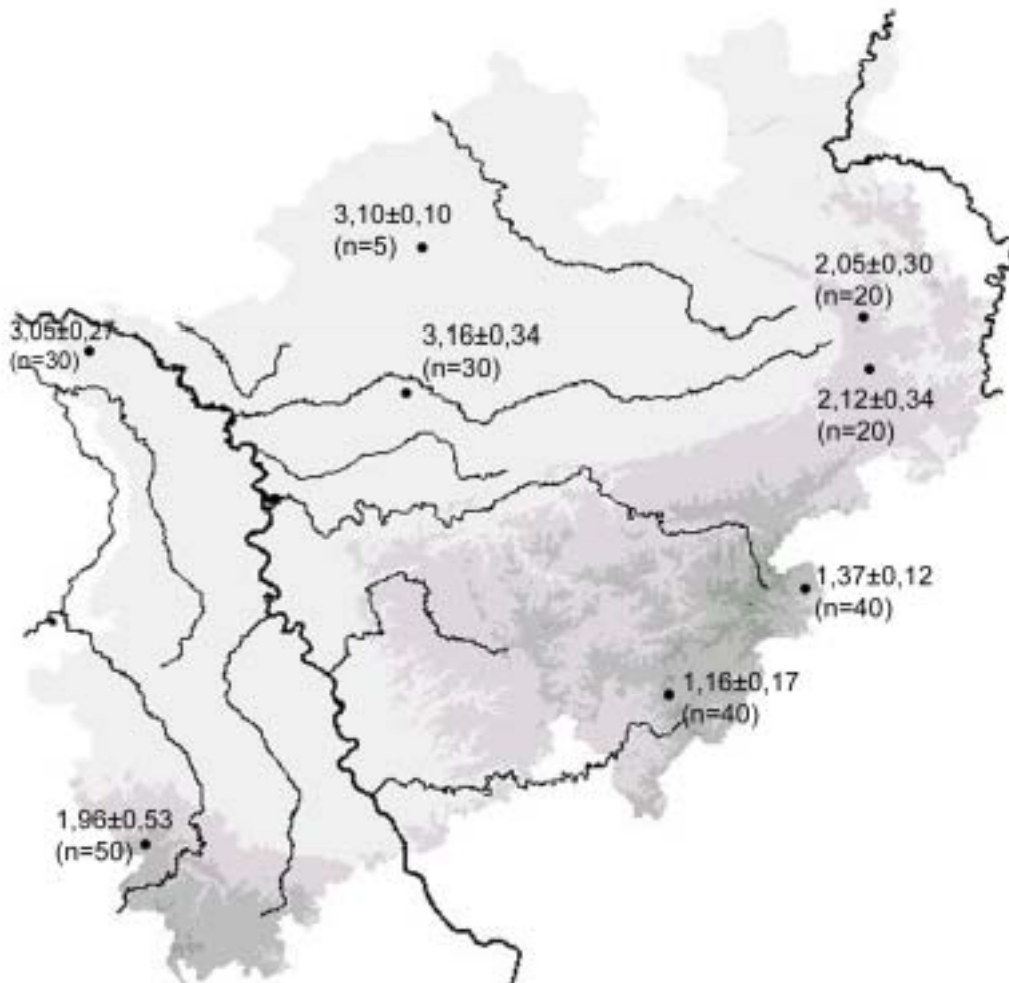 3,10±0,10
(n=5)
2,05±0,30
(n=20)
3,05±0,27
(n=30)
3,16±0,34
(n=30)
2,12±0,34
(n=20)
1,37±0,12
(n=40)
1,16±0,17
(n=40)
1,96±0,53
(n=50)